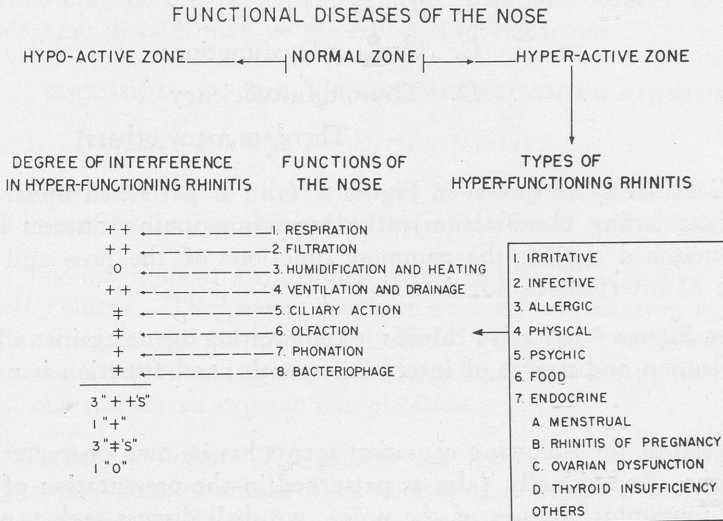 FUNCTIONAL DISEASES OF THE NOSE
HYPO-ACTIVE ZONE
NORMAL ZONE
HYPER-ACTIVE ZONE
DEGREE OF INTERFERENCE
IN HYPER-FUNCTIONING RHINITIS
FUNCTIONS OF
THE NOSE
TYPES OF
HYPER-FUNCTIONING RHINITIS
++ 1. RESPIRATION
++ 2. FILTRATION
0 3. HUMIDIFICATION AND HEATING
++ 4. VENTILATION AND DRAINAGE
‡ 5. CILIARY ACTION
‡ 6. OLFACTION
+ 7. PHONATION
‡ 8. BACTERIOPHAGE
3 "++'S"
1 "+"
3 "‡'S"
1 "0"
1. IRRITATIVE
2. INFECTIVE
3. ALLERGIC
4. PHYSICAL
5. PSYCHIC
6. FOOD
7. ENDOCRINE
A. MENSTRUAL
B. RHINITIS OF PREGNANCY
C. OVARIAN DYSFUNCTION
D. THYROID INSUFFICIENCY
OTHERS